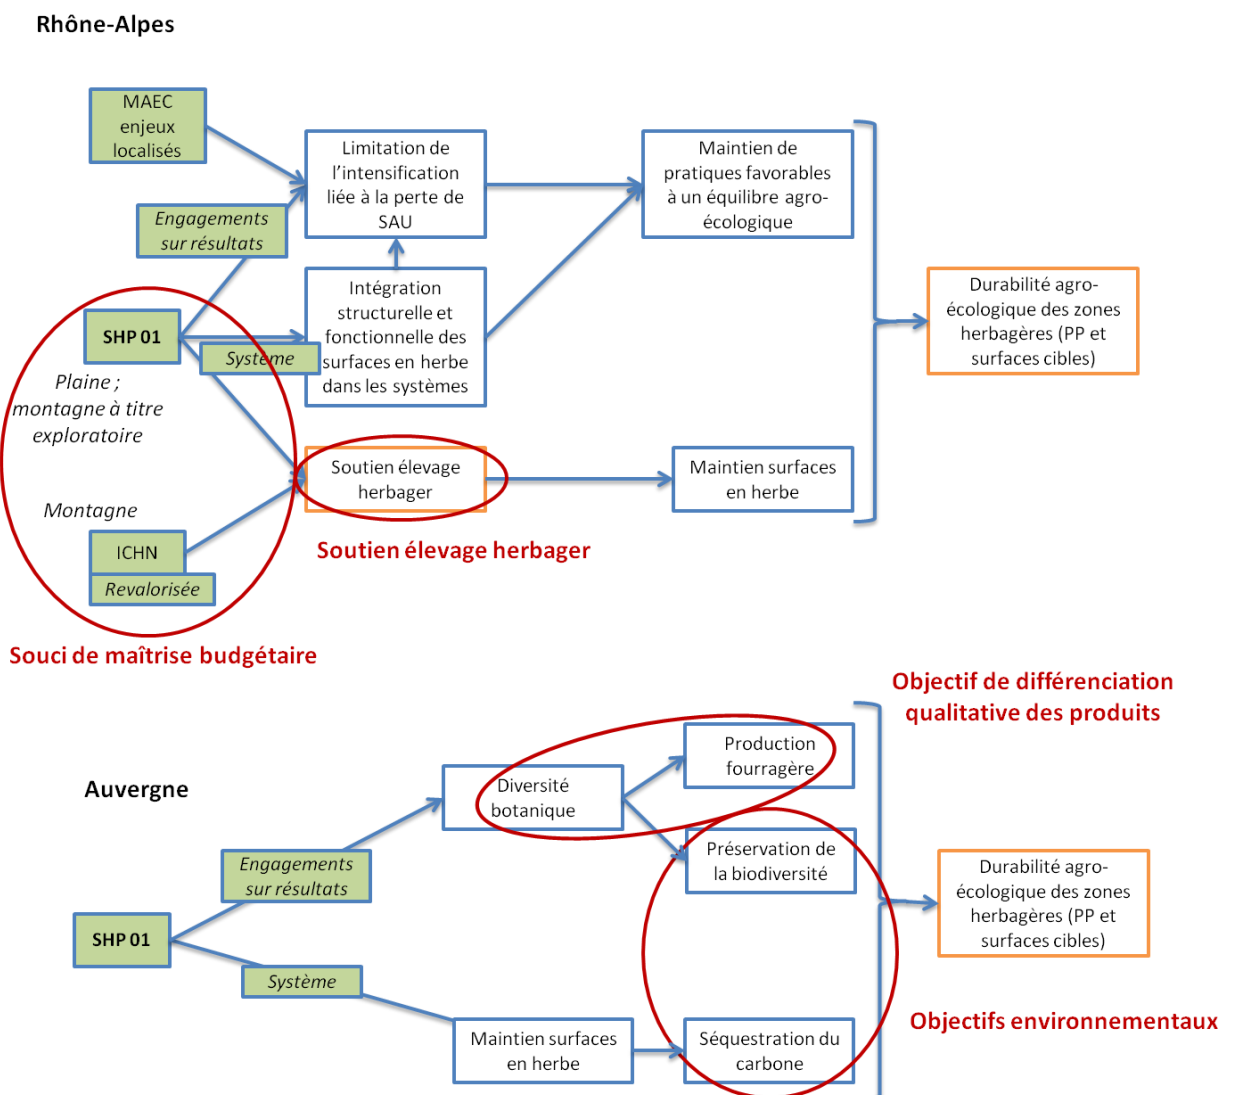 Rhône-Alpes
MAEC
enjeux
localisés
Limitation de
l'intensification
liée à la perte de
SAU
Maintien de
pratiques favorables
à un équilibre agro-
écologique
Engagements
sur résultats
Intégration
structurelle et
fonctionnelle des
surfaces en herbe
dans les systèmes
Durabilité agro-
écologique des zones
herbagères (PP et
surfaces cibles)
SHP 01
Système
Plaine ;
montagne à titre
exploratoire
Soutien élevage
herbager
Maintien surfaces
en herbe
Montagne
ICHN
Revalorisée
Soutien élevage herbager
Souci de maîtrise budgétaire
Objectif de différenciation
qualitative des produits
Auvergne
Production
fourragère
Diversité
botanique
Engagements
sur résultats
Préservation de
la biodiversité
Durabilité agro-
écologique des zones
herbagères (PP et
surfaces cibles)
SHP 01
Système
Maintien surfaces
en herbe
Séquestration du
carbone
Objectifs environnementaux